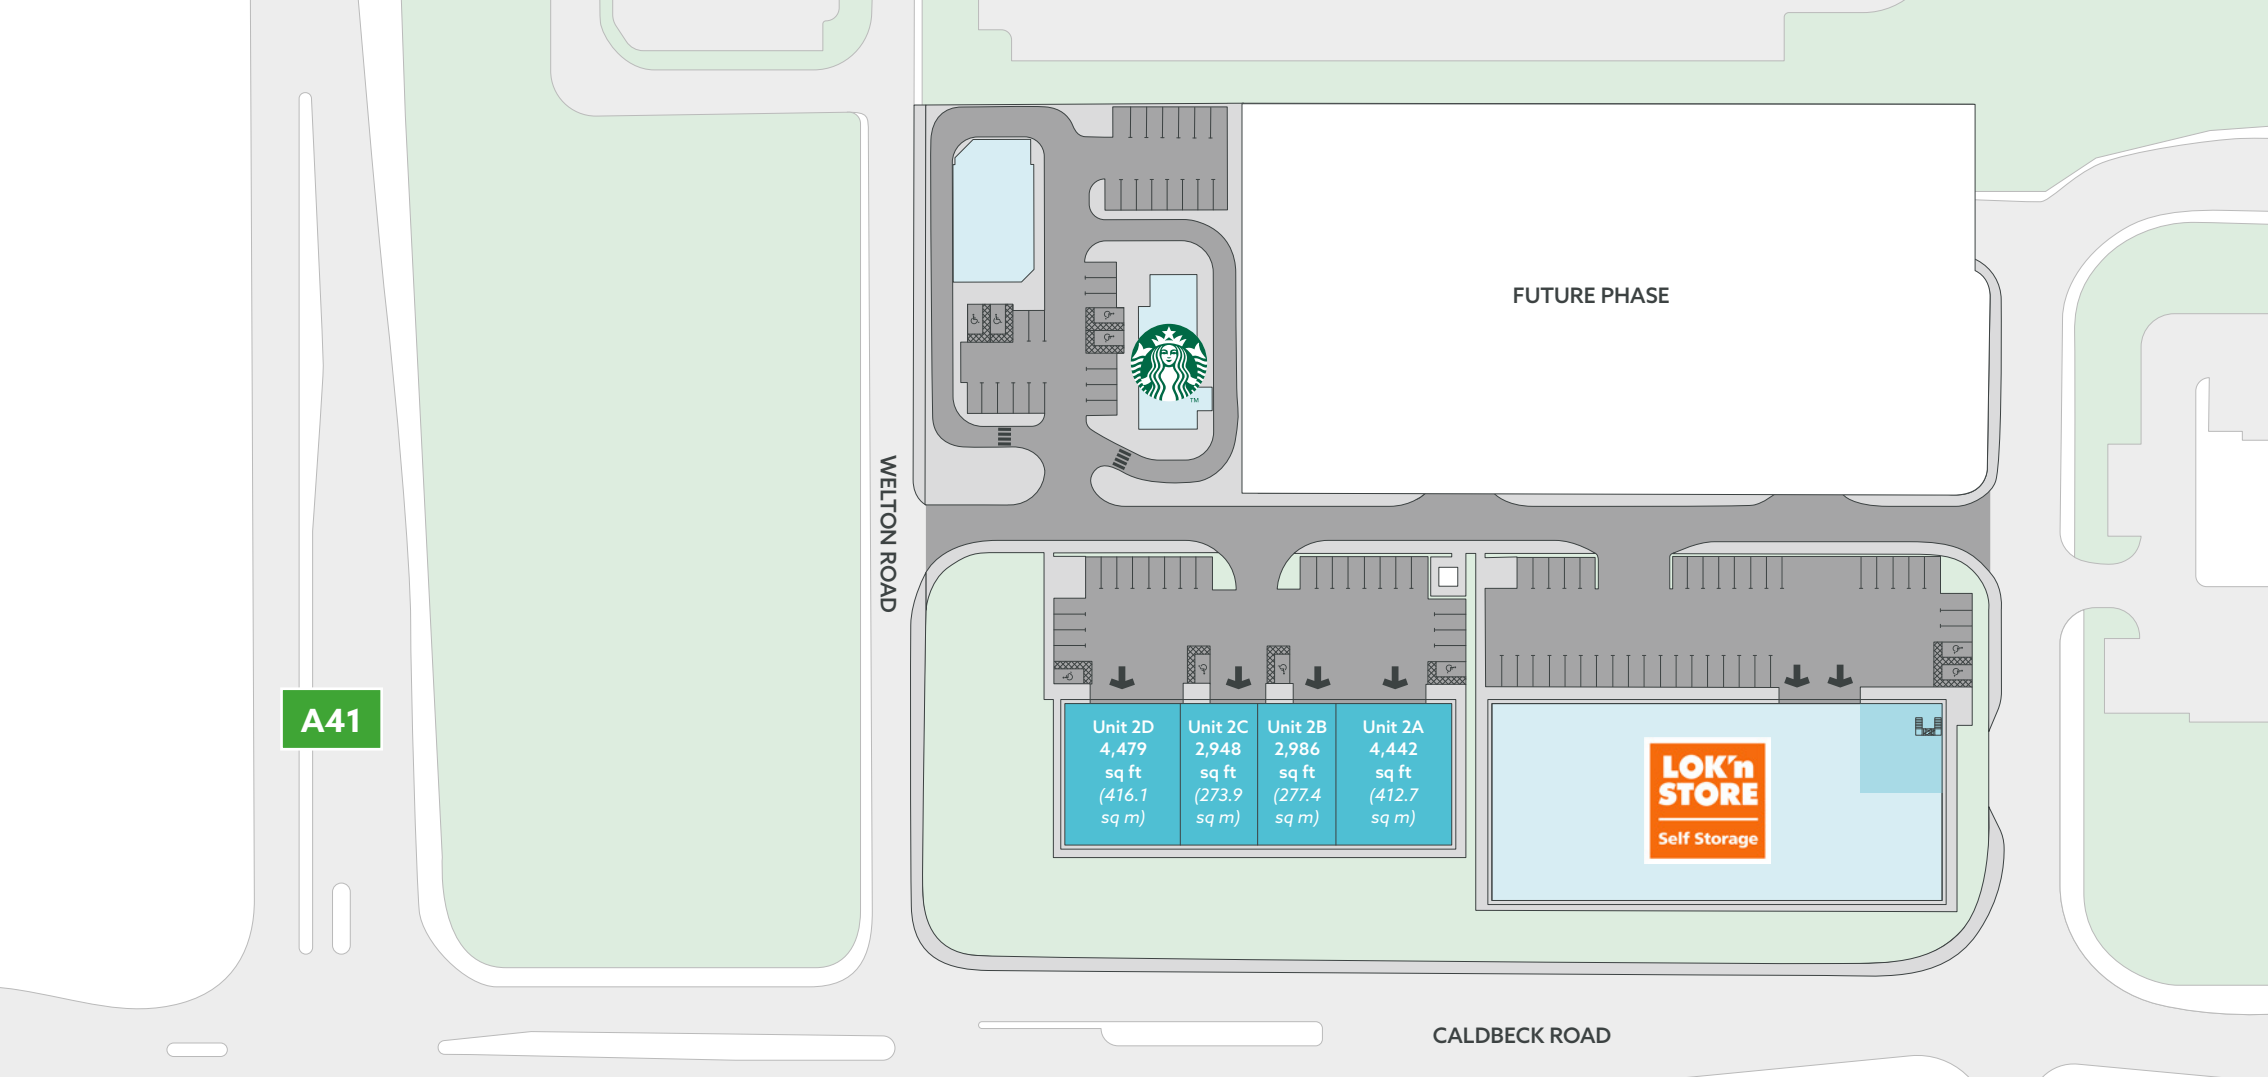 FUTURE PHASE
TM
WELTON ROAD
A41
Unit 2D
4,479
sq ft
(416.1
sq m)
Unit 2C
2,948
sq ft
(273.9
sq m)
Unit 2B
2,986
sq ft
(277.4
sq m)
Unit 2A
4,442
sq ft
(412.7
sq m)
LOK'n
STORE
Self Storage
CALDBECK ROAD